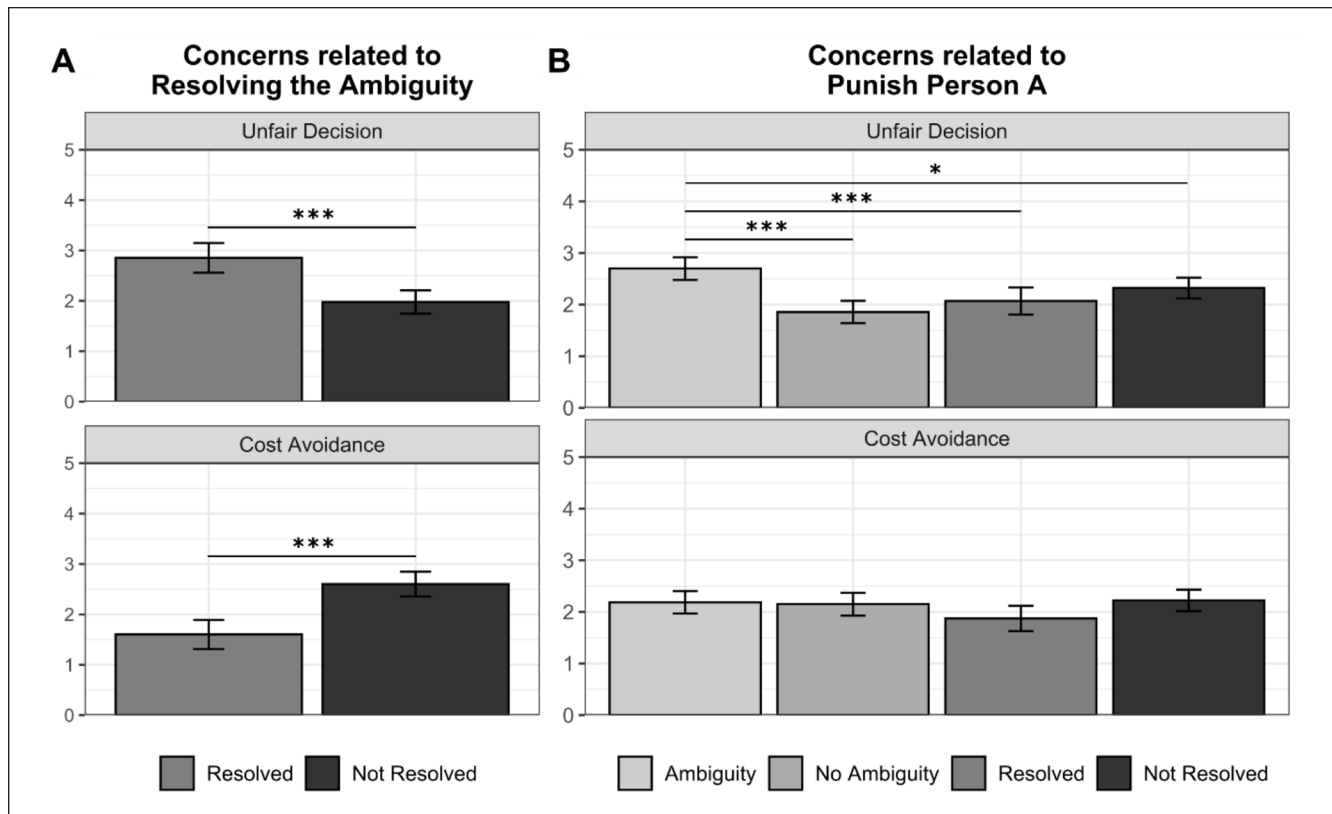 A
Concerns related to
Resolving the Ambiguity
Unfair Decision
5
4
3
2
1
0
***
Cost Avoidance
5
4
3
2
1
0
***
Resolved
Not Resolved
B
Concerns related to
Punish Person A
Unfair Decision
5
4
3
2
1
0
*
***
***
Cost Avoidance
5
4
3
2
1
0
Ambiguity
No Ambiguity
Resolved
Not Resolved